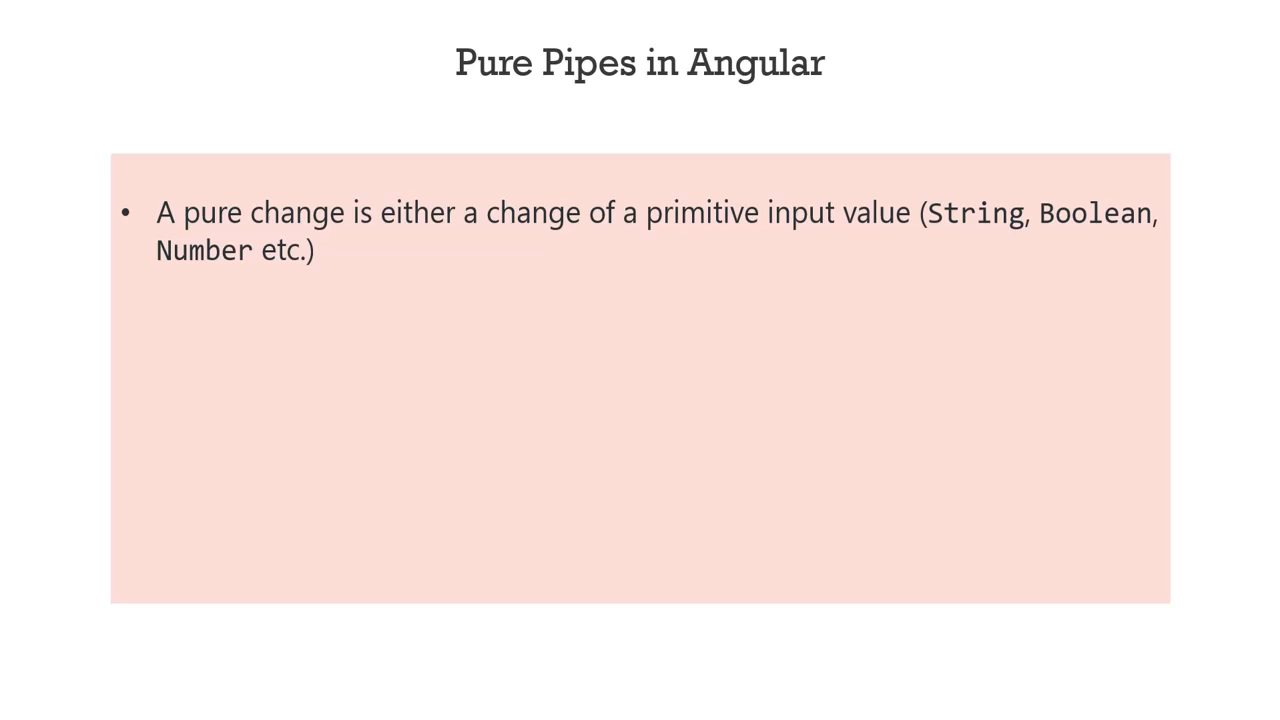 Pure Pipes in Angular
• A pure change is either a change of a primitive input value (String, Boolean,
Number etc.)